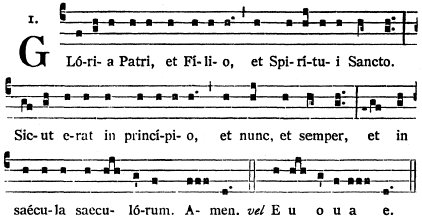 1.
GLó-ri- a Patri, et Fí-li- o, et Spi-rí-tu- i Sancto.
Sic-ut e-rat in princí-pi- o, et nunc, et semper, et in
saécu-la saecu- ló-rum. A- men. vel E u o u a e.